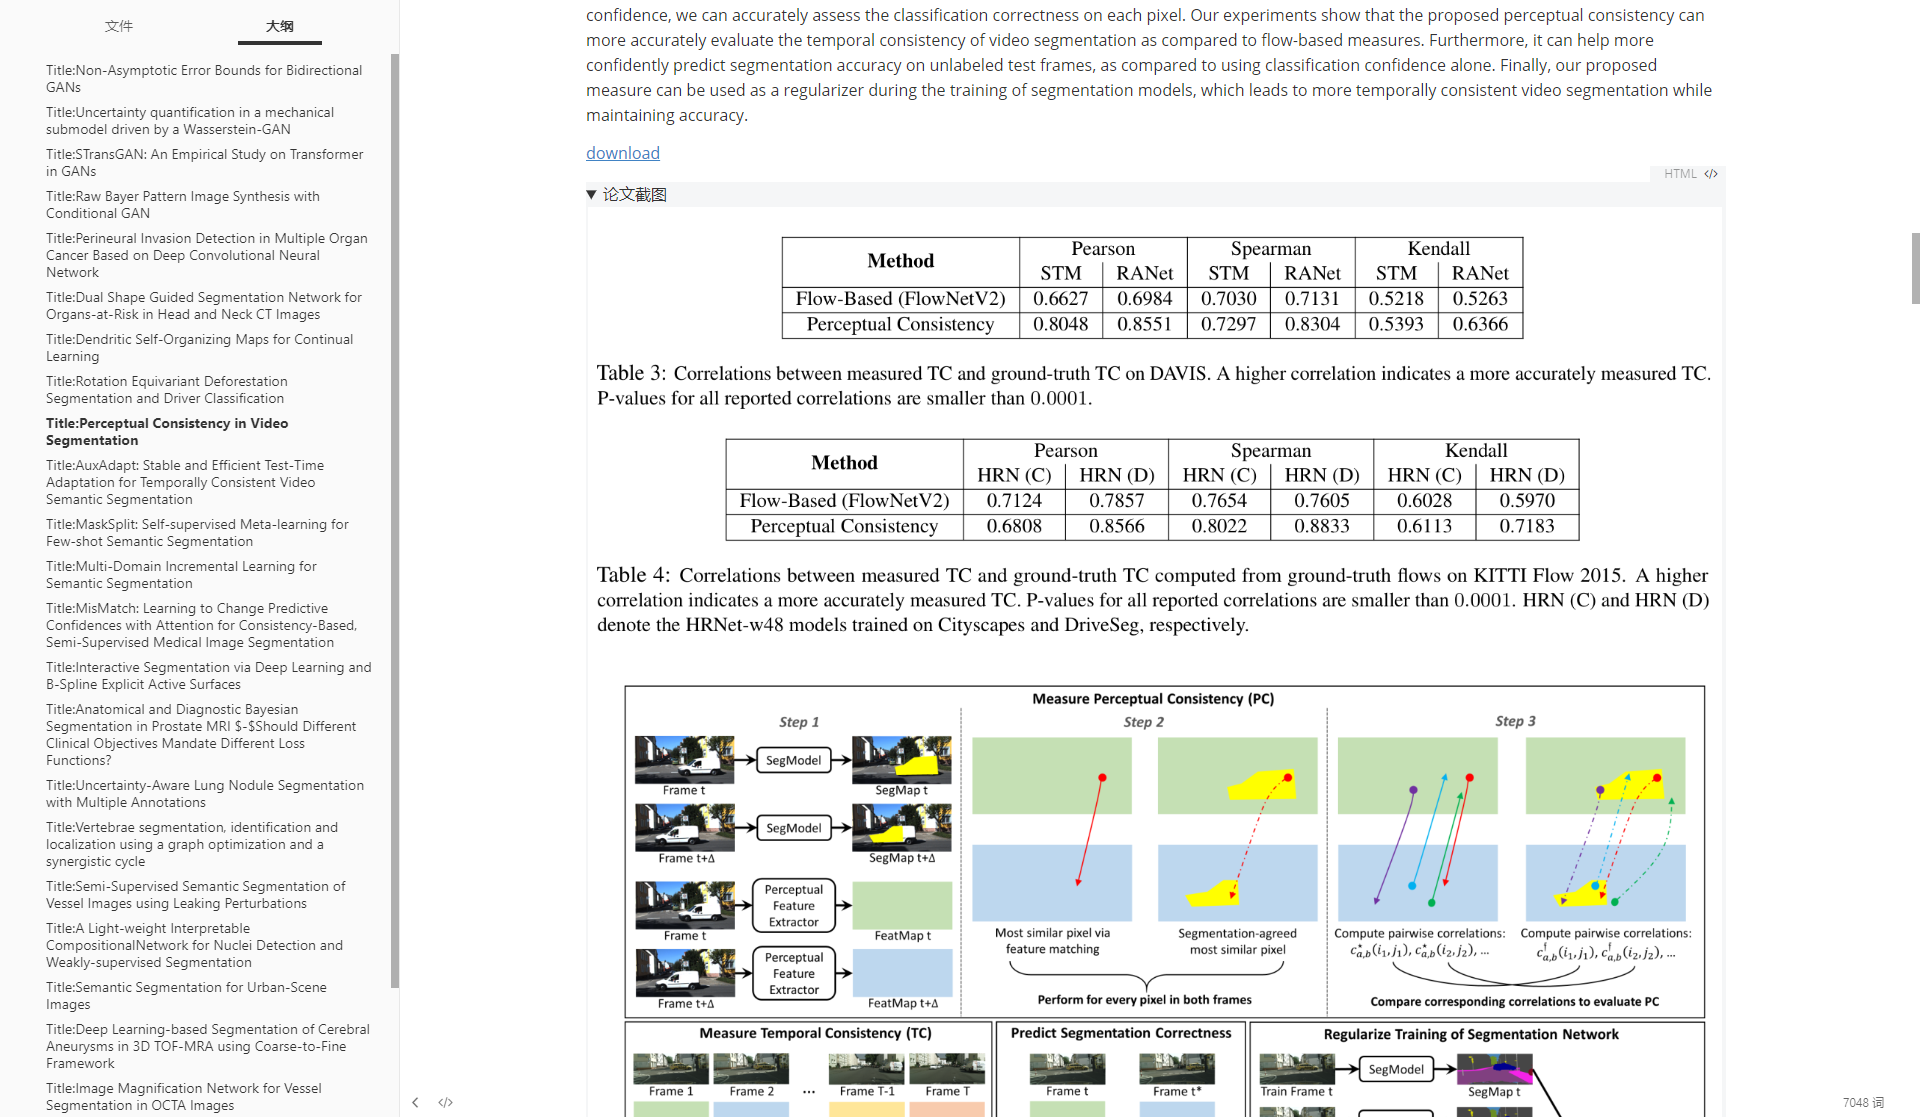 文件
大纲
Title:Non-Asymptotic Error Bounds for Bidirectional
GANs
Title:Uncertainty quantification in a mechanical
submodel driven by a Wasserstein-GAN
Title:STransGAN: An Empirical Study on Transformer
in GANs
Title:Raw Bayer Pattern Image Synthesis with
Conditional GAN
Title:Perineural Invasion Detection in Multiple Organ
Cancer Based on Deep Convolutional Neural
Network
Title:Dual Shape Guided Segmentation Network for
Organs-at-Risk in Head and Neck CT Images
Title:Dendritic Self-Organizing Maps for Continual
Learning
Title:Rotation Equivariant Deforestation
Segmentation and Driver Classification
Title:Perceptual Consistency in Video
Segmentation
Title:AuxAdapt: Stable and Efficient Test-Time
Adaptation for Temporally Consistent Video
Semantic Segmentation
Title:MaskSplit: Self-supervised Meta-learning for
Few-shot Semantic Segmentation
Title:Multi-Domain Incremental Learning for
Semantic Segmentation
Title:MisMatch: Learning to Change Predictive
Confidences with Attention for Consistency-Based,
Semi-Supervised Medical Image Segmentation
Title:Interactive Segmentation via Deep Learning and
B-Spline Explicit Active Surfaces
Title:Anatomical and Diagnostic Bayesian
Segmentation in Prostate MRI $-$Should Different
Clinical Objectives Mandate Different Loss
Functions?
Title:Uncertainty-Aware Lung Nodule Segmentation
with Multiple Annotations
Title:Vertebrae segmentation, identification and
localization using a graph optimization and a
synergistic cycle
Title:Semi-Supervised Semantic Segmentation of
Vessel Images using Leaking Perturbations
Title:A Light-weight Interpretable
CompositionalNetwork for Nuclei Detection and
Weakly-supervised Segmentation
Title:Semantic Segmentation for Urban-Scene
Images
Title:Deep Learning-based Segmentation of Cerebral
Aneurysms in 3D TOF-MRA using Coarse-to-Fine
Framework
Title:Image Magnification Network for Vessel
Segmentation in OCTA Images
confidence, we can accurately assess the classification correctness on each pixel. Our experiments show that the proposed perceptual consistency can
more accurately evaluate the temporal consistency of video segmentation as compared to flow-based measures. Furthermore, it can help more
confidently predict segmentation accuracy on unlabeled test frames, as compared to using classification confidence alone. Finally, our proposed
measure can be used as a regularizer during the training of segmentation models, which leads to more temporally consistent video segmentation while
maintaining accuracy.
download
HTML </>
▼ 论文截图
Method Pearson Spearman Kendall
STM RANet STM RANet STM RANet
Flow-Based (FlowNetV2) 0.6627 0.6984 0.7030 0.7131 0.5218 0.5263
Perceptual Consistency 0.8048 0.8551 0.7297 0.8304 0.5393 0.6366
Table 3: Correlations between measured TC and ground-truth TC on DAVIS. A higher correlation indicates a more accurately measured TC.
P-values for all reported correlations are smaller than 0.0001.
Method Pearson Spearman Kendall
HRN (C) HRN (D) HRN (C) HRN (D) HRN (C) HRN (D)
Flow-Based (FlowNetV2) 0.7124 0.7857 0.7654 0.7605 0.6028 0.5970
Perceptual Consistency 0.6808 0.8566 0.8022 0.8833 0.6113 0.7183
Table 4: Correlations between measured TC and ground-truth TC computed from ground-truth flows on KITTI Flow 2015. A higher
correlation indicates a more accurately measured TC. P-values for all reported correlations are smaller than 0.0001. HRN (C) and HRN (D)
denote the HRNet-w48 models trained on Cityscapes and DriveSeg, respectively.
Measure Perceptual Consistency (PC)
Step 1
Step 2
Step 3
SegModel
Frame t
SegMap t
SegModel
Frame t+Δ
SegMap t+Δ
Perceptual
Feature
Extractor
Frame t
FeatMap t
Perceptual
Feature
Extractor
Frame t+Δ
FeatMap t+Δ
Most similar pixel via
feature matching
Segmentation-agreed
most similar pixel
Perform for every pixel in both frames
Compute pairwise correlations:
c*a,b(i₁,j₁), c*a,b(i₂,j₂), ...
Compute pairwise correlations:
c†a,b(i₁,j₁), c†a,b(i₂,j₂), ...
Compare corresponding correlations to evaluate PC
Measure Temporal Consistency (TC)
Frame 1
Frame 2
...
Frame T-1
Frame T
Predict Segmentation Correctness
Frame t
Frame t*
Regularize Training of Segmentation Network
SegModel
Train Frame t
SegMap t
</>
7048 词